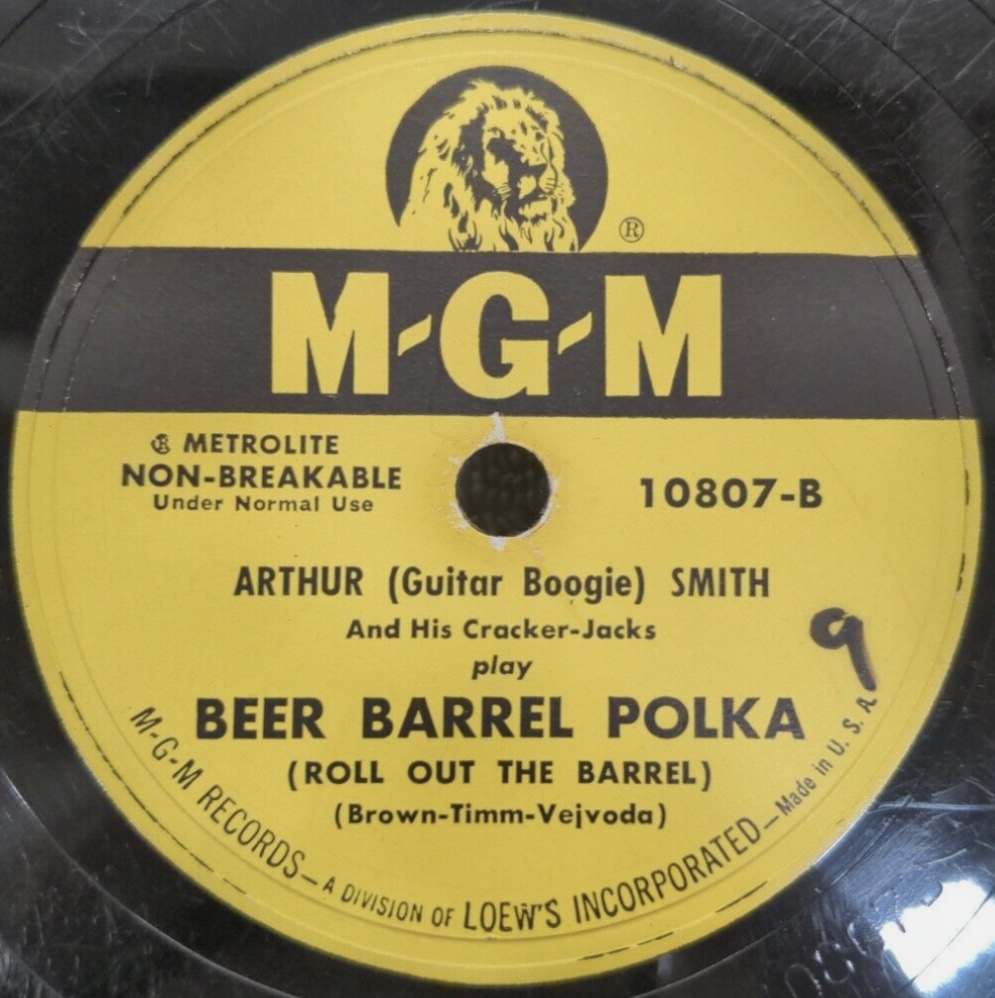 ®
M-G-M
® METROLITE
NON-BREAKABLE
Under Normal Use
10807-B
ARTHUR (Guitar Boogie) SMITH
And His Cracker-Jacks
play
9
BEER BARREL POLKA
(ROLL OUT THE BARREL)
(Brown-Timm-Vejvoda)
M-G-M RECORDS—A DIVISION OF LOEW'S INCORPORATED—Made in U. S. A.